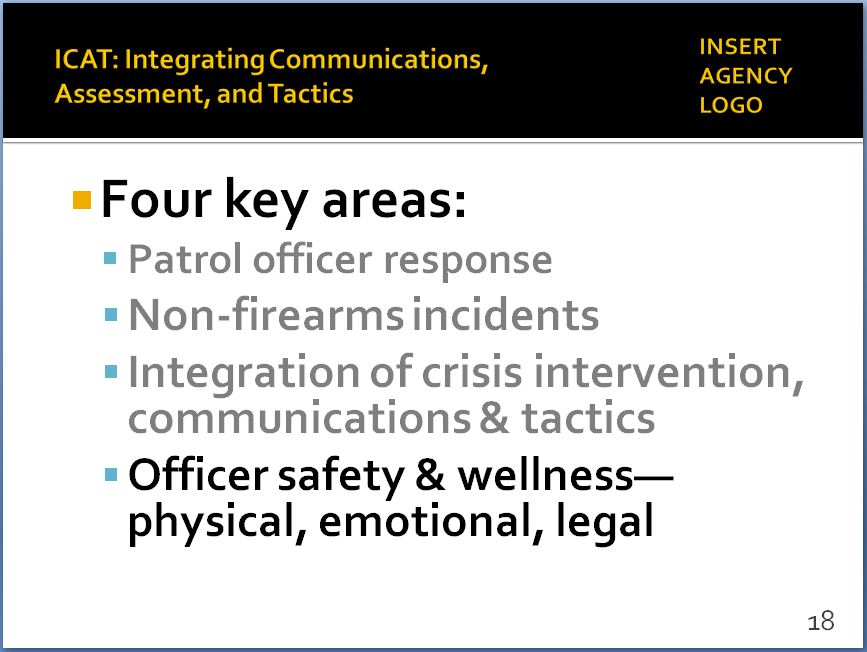 ICAT: Integrating Communications,
Assessment, and Tactics
INSERT
AGENCY
LOGO
Four key areas:
Patrol officer response
Non-firearms incidents
Integration of crisis intervention,
communications & tactics
Officer safety & wellness—
physical, emotional, legal
18